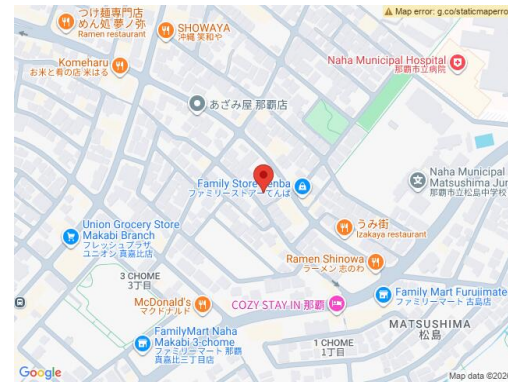 つけ麺専門店
めん処 夢ノ弥
Ramen restaurant
SHOWAYA
沖縄 笑和や
Map error: g.co/staticmaperro
Komeharu
お米と肴の店 米はる
Naha Municipal Hospital
那覇市立病院
あざみ屋 那覇店
Family Store
ファミリーストアー
Naha Municipal
Matsushima Jun
那覇市立松島中学校
Union Grocery Store
Makabi Branch
フレッシュプラザ
ユニオン 真嘉比店
うみ街
Izakaya restaurant
Ramen Shinowa
ラーメン 志のわ
3 CHOME
3丁目
McDonald's
マクドナルド
COZY STAY IN 那覇
Family Mart Furujimate
ファミリーマート 古島店
MATSUSHIMA
松島
FamilyMart Naha
Makabi 3-chome
ファミリーマート 那覇
真嘉比三丁目店
1 CHOME
1丁目
Google
Map data ©202